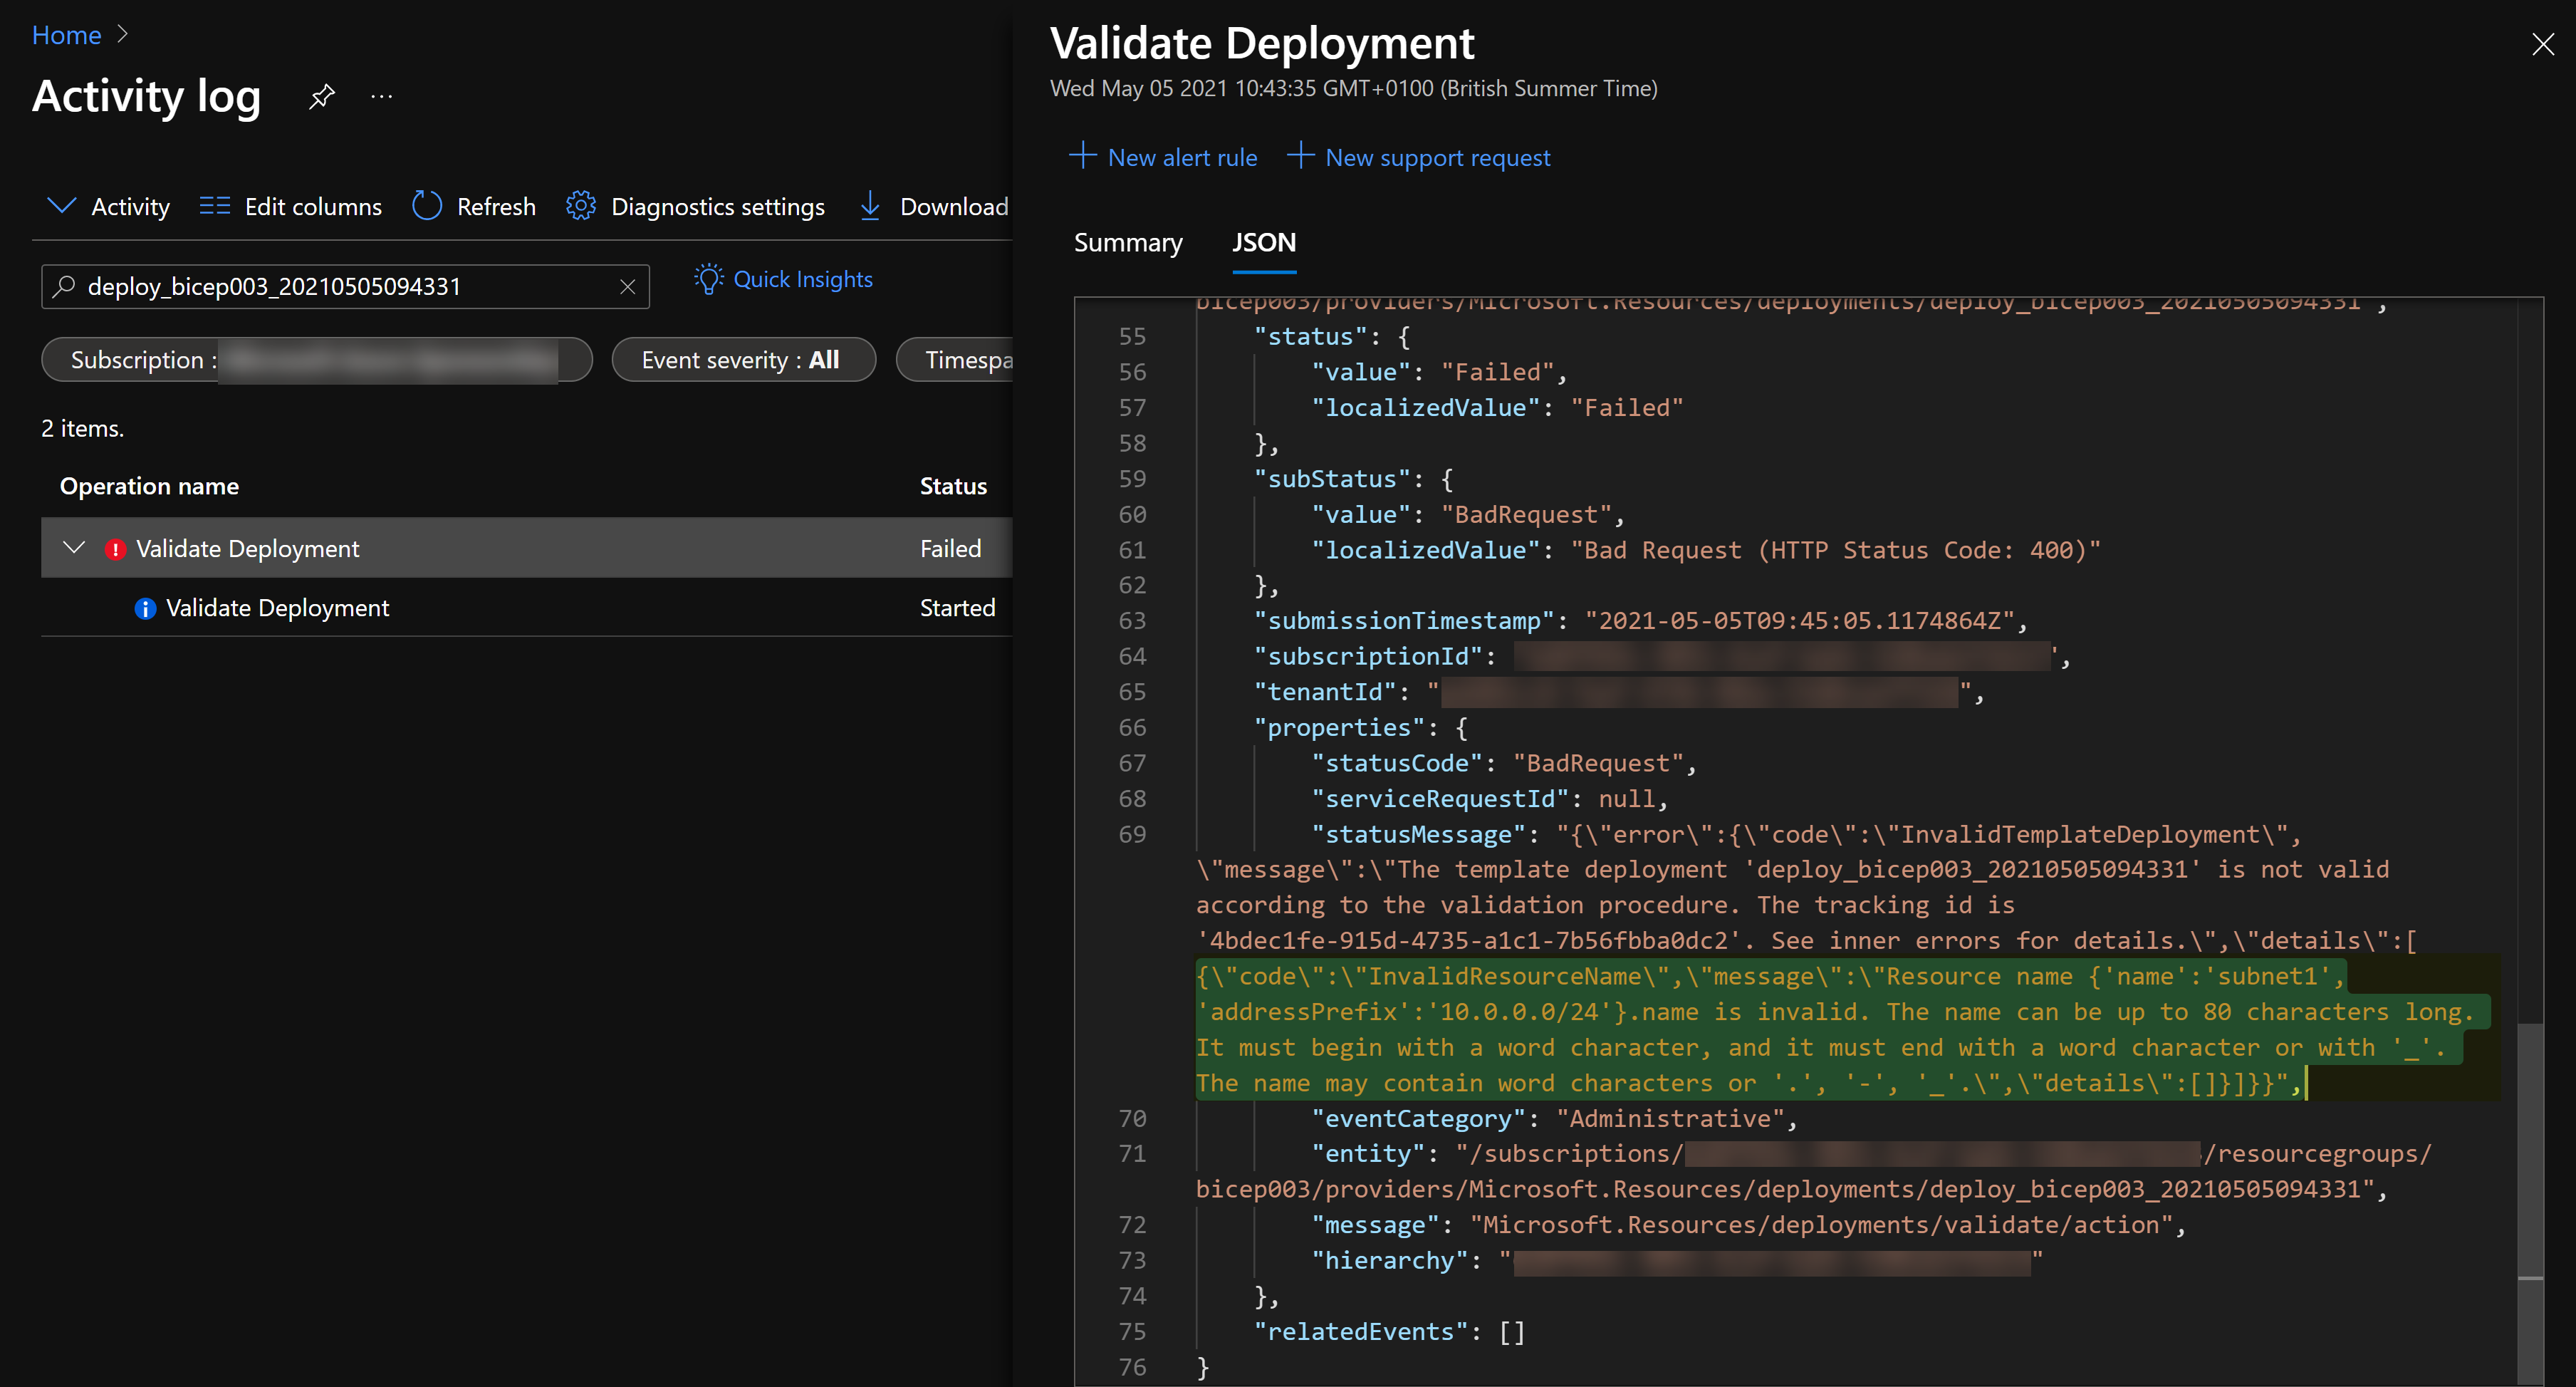 Home
Activity log
Activity
Edit columns
Refresh
Diagnostics settings
Download
deploy_bicep003_20210505094331
Quick Insights
Subscription :
Event severity : All
Timespa
2 items.
Operation name Status
Validate Deployment Failed
Validate Deployment Started
Validate Deployment
Wed May 05 2021 10:43:35 GMT+0100 (British Summer Time)
New alert rule
New support request
Summary
JSON
bicep003/providers/Microsoft.Resources/deployments/deploy_bicep003_20210505094331",
55 "status": {
56 "value": "Failed",
57 "localizedValue": "Failed"
58 },
59 "subStatus": {
60 "value": "BadRequest",
61 "localizedValue": "Bad Request (HTTP Status Code: 400)"
62 },
63 "submissionTimestamp": "2021-05-05T09:45:05.1174864Z",
64 "subscriptionId": ",
65 "tenantId": "",
66 "properties": {
67 "statusCode": "BadRequest",
68 "serviceRequestId": null,
69 "statusMessage": "{\"error\":{\"code\":\"InvalidTemplateDeployment\",
\"message\":\"The template deployment 'deploy_bicep003_20210505094331' is not valid
according to the validation procedure. The tracking id is
'4bdec1fe-915d-4735-a1c1-7b56fbba0dc2'. See inner errors for details.\",\"details\":[
{\"code\":\"InvalidResourceName\",\"message\":\"Resource name {'name':'subnet1',
'addressPrefix':'10.0.0.0/24'}.name is invalid. The name can be up to 80 characters long.
It must begin with a word character, and it must end with a word character or with '_'.
The name may contain word characters or '.', '-', '_'.\",\"details\":[]}]}}",
70 "eventCategory": "Administrative",
71 "entity": "/subscriptions/ /resourcegroups/
bicep003/providers/Microsoft.Resources/deployments/deploy_bicep003_20210505094331",
72 "message": "Microsoft.Resources/deployments/validate/action",
73 "hierarchy": ""
74 },
75 "relatedEvents": []
76 }